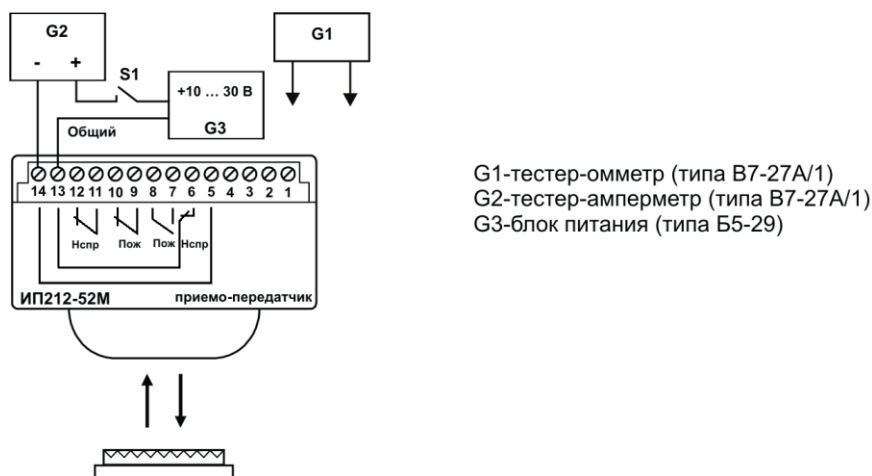 G2
- +
S1
G1
+10 ... 30 В
G3
Общий
14 13 12 11 10 9 8 7 6 5 4 3 2 1
Нспр Пож Пож Нспр
ИП212-52М приемо-передатчик
G1-тестер-омметр (типа В7-27А/1)
G2-тестер-амперметр (типа В7-27А/1)
G3-блок питания (типа Б5-29)